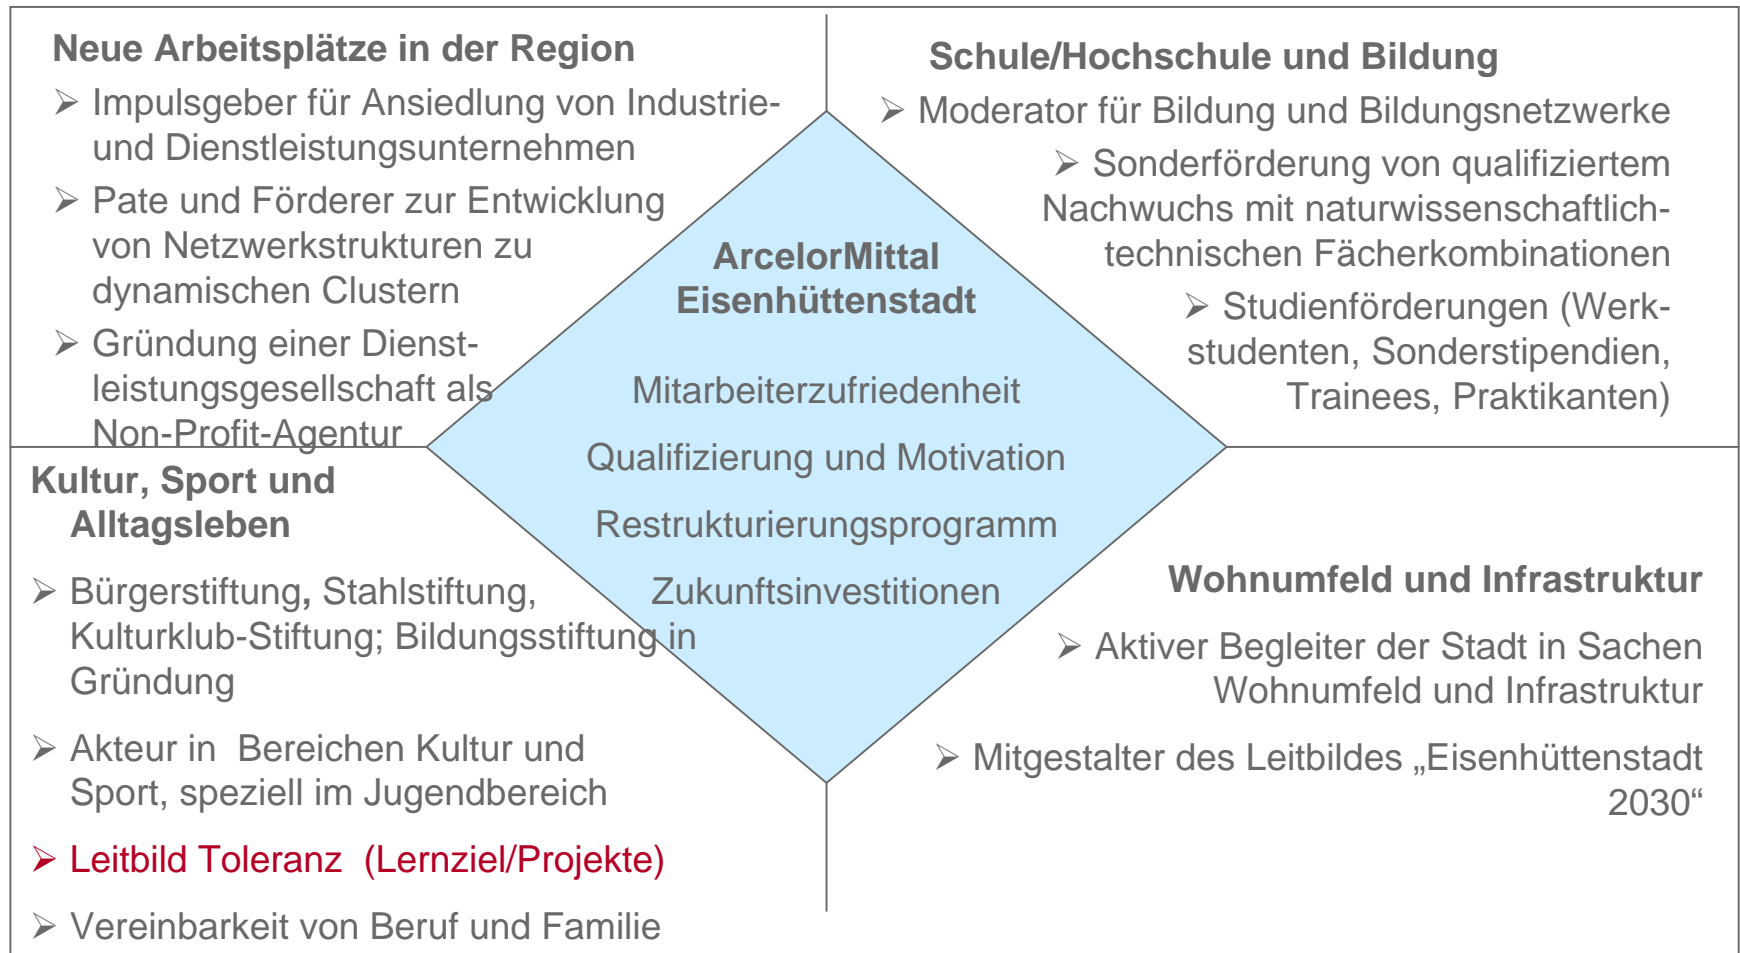 Neue Arbeitsplätze in der Region
➢ Impulsgeber für Ansiedlung von Industrie-
und Dienstleistungsunternehmen
➢ Pate und Förderer zur Entwicklung
von Netzwerkstrukturen zu
dynamischen Clustern
➢ Gründung einer Dienst-
leistungsgesellschaft als
Non-Profit-Agentur
Schule/Hochschule und Bildung
➢ Moderator für Bildung und Bildungsnetzwerke
➢ Sonderförderung von qualifiziertem
Nachwuchs mit naturwissenschaftlich-
technischen Fächerkombinationen
➢ Studienförderungen (Werk-
studenten, Sonderstipendien,
Trainees, Praktikanten)
ArcelorMittal
Eisenhüttenstadt
Mitarbeiterzufriedenheit
Qualifizierung und Motivation
Restrukturierungsprogramm
Zukunftsinvestitionen
Kultur, Sport und
Alltagsleben
➢ Bürgerstiftung, Stahlstiftung,
Kulturklub-Stiftung; Bildungsstiftung in
Gründung
➢ Akteur in  Bereichen Kultur und
Sport, speziell im Jugendbereich
➢ Leitbild Toleranz  (Lernziel/Projekte)
➢ Vereinbarkeit von Beruf und Familie
Wohnumfeld und Infrastruktur
➢ Aktiver Begleiter der Stadt in Sachen
Wohnumfeld und Infrastruktur
➢ Mitgestalter des Leitbildes „Eisenhüttenstadt
2030“